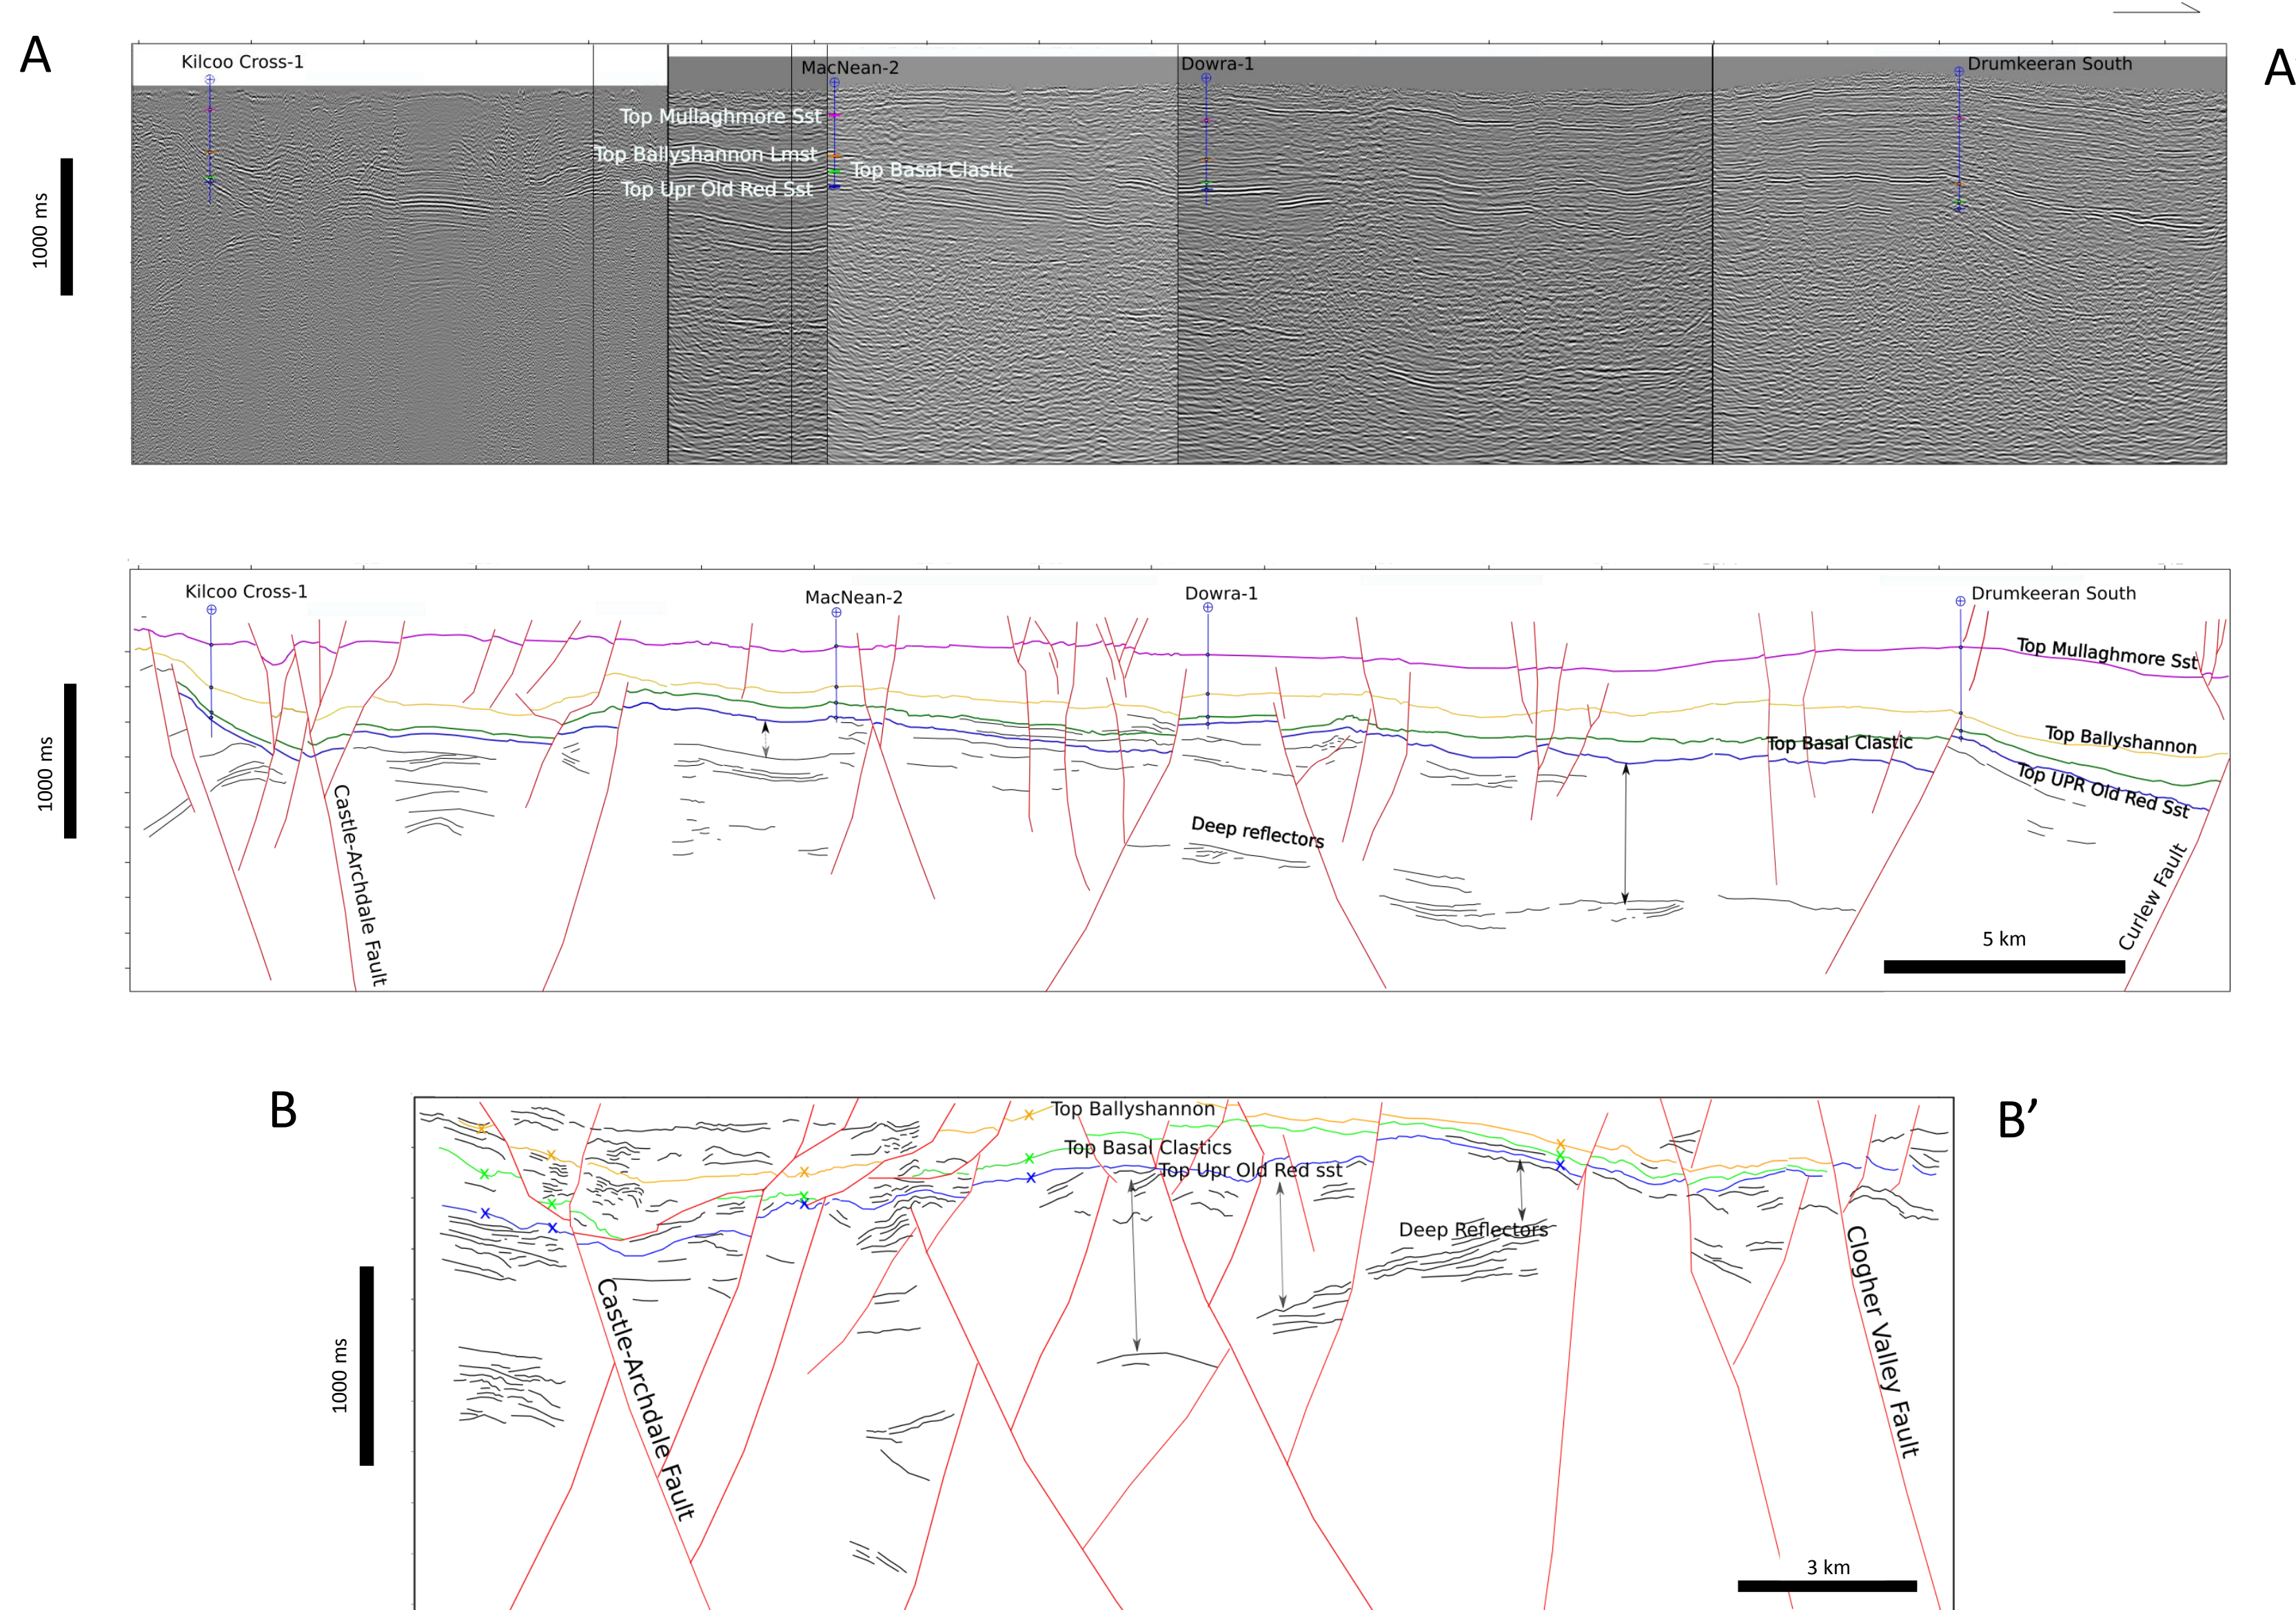 A
A
Kilcoo Cross-1
MacNean-2
Dowra-1
Drumkeeran South
Top Mullaghmore Sst
Top Ballyshannon Lmst
Top Basal Clastic
Top Upr Old Red Sst
1000 ms
Kilcoo Cross-1
MacNean-2
Dowra-1
Drumkeeran South
Top Mullaghmore Sst
Top Ballyshannon
Top Basal Clastic
Top UPR Old Red Sst
Castle-Archdale Fault
Deep reflectors
Curlew Fault
5 km
1000 ms
B
B’
Top Ballyshannon
Top Basal Clastics
Top Upr Old Red sst
Deep Reflectors
Castle-Archdale Fault
Clogher Valley Fault
1000 ms
3 km